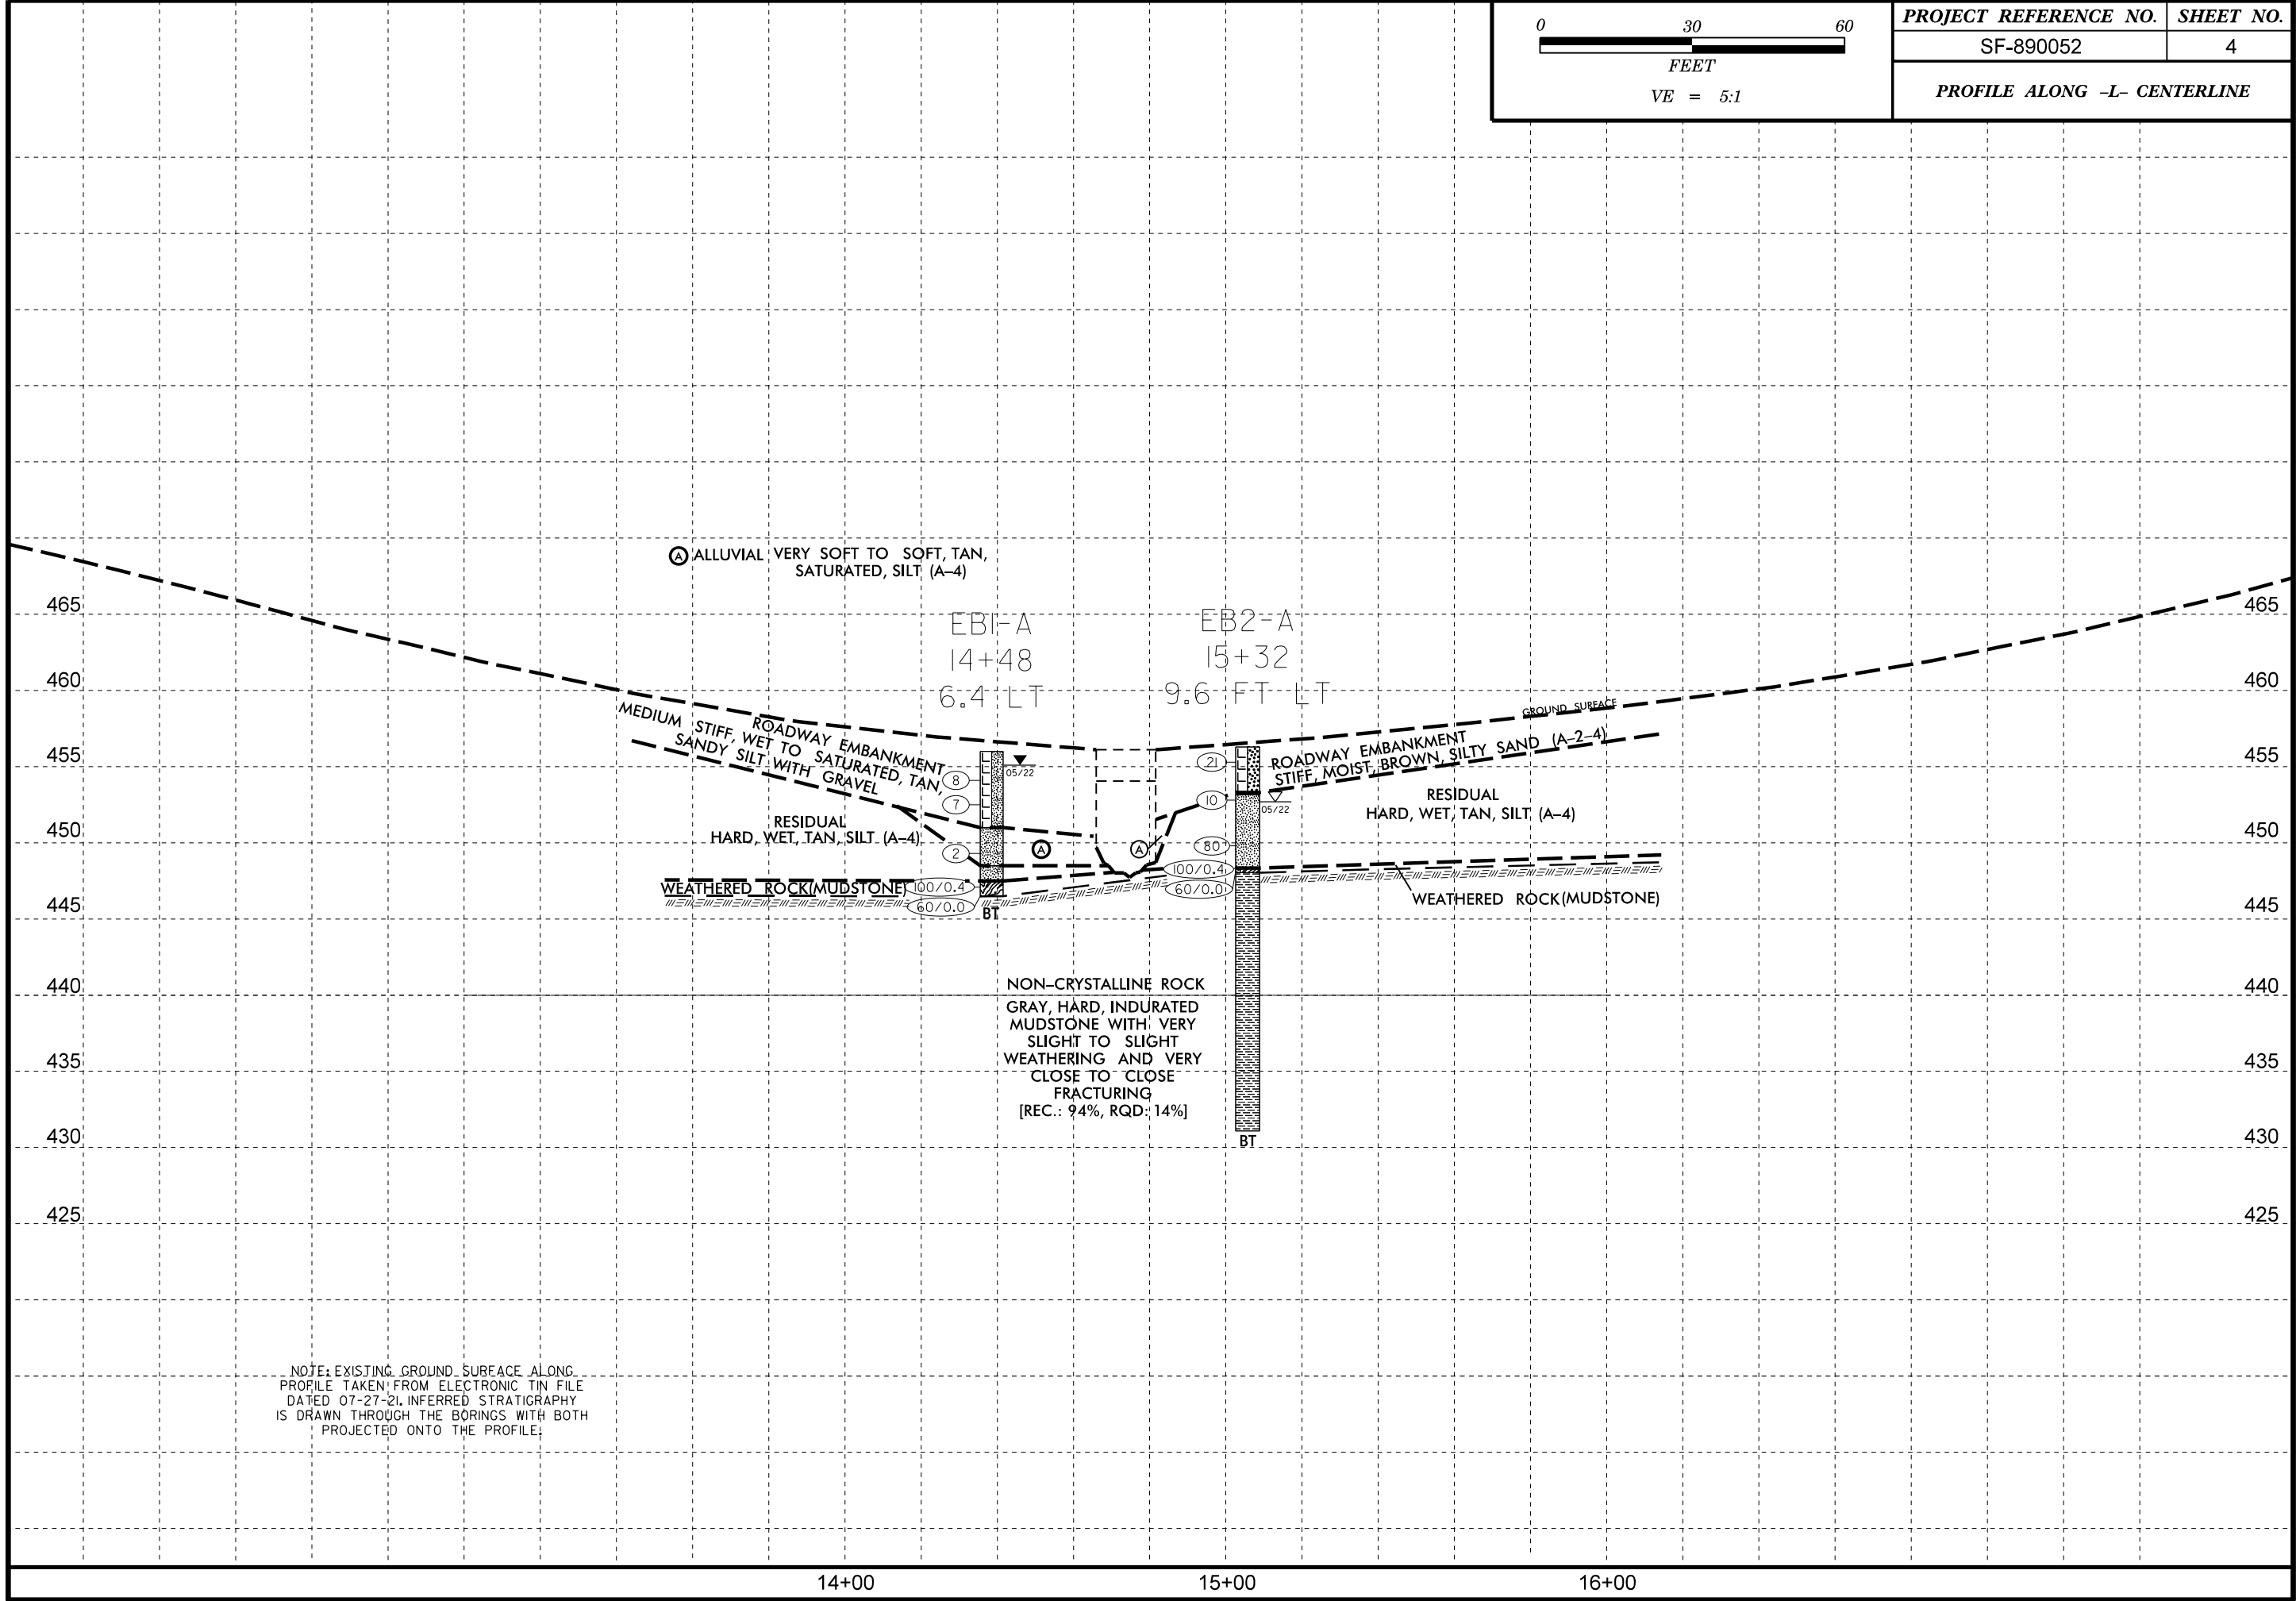 0 30 60
FEET
VE = 5:1
PROJECT REFERENCE NO. SHEET NO.
SF-890052 4
PROFILE ALONG –L– CENTERLINE
Ⓐ ALLUVIAL VERY SOFT TO SOFT, TAN,
SATURATED, SILT (A–4)
465 465
EB1-A
14+48
6.4 LT
EB2-A
15+32
9.6 FT LT
460 460
GROUND SURFACE
ROADWAY EMBANKMENT
MEDIUM STIFF, WET TO SATURATED, TAN,
SANDY SILT WITH GRAVEL
ROADWAY EMBANKMENT
STIFF, MOIST, BROWN, SILTY SAND (A–2–4)
455 455
8
7
2
100/0.4
60/0.0
05/22
BT
21
10
80
100/0.4
60/0.0
05/22
RESIDUAL
HARD, WET, TAN, SILT (A–4)
RESIDUAL
HARD, WET, TAN, SILT (A–4)
450 450
A A
WEATHERED ROCK(MUDSTONE)
WEATHERED ROCK(MUDSTONE)
445 445
NON–CRYSTALLINE ROCK
440 440
GRAY, HARD, INDURATED
MUDSTONE WITH VERY
SLIGHT TO SLIGHT
WEATHERING AND VERY
CLOSE TO CLOSE
FRACTURING
[REC.: 94%, RQD: 14%]
435 435
430 430
BT
425 425
NOTE: EXISTING GROUND SURFACE ALONG
PROFILE TAKEN FROM ELECTRONIC TIN FILE
DATED 07-27-21. INFERRED STRATIGRAPHY
IS DRAWN THROUGH THE BORINGS WITH BOTH
PROJECTED ONTO THE PROFILE.
14+00 15+00 16+00